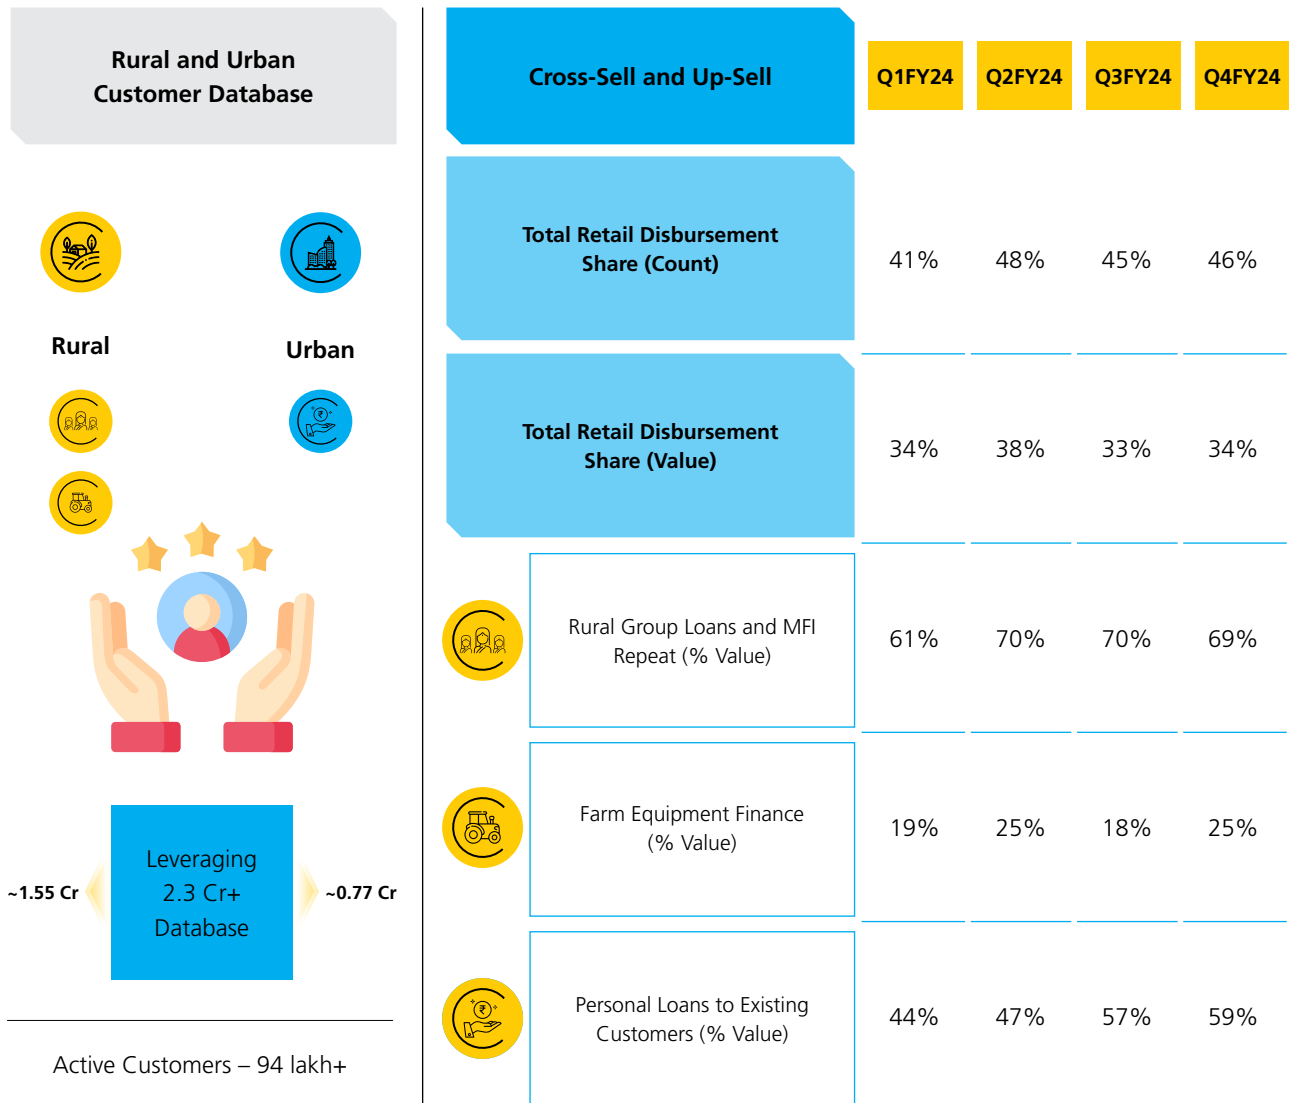 Rural and Urban
Customer Database
Rural
Urban
~1.55 Cr
Leveraging
2.3 Cr+
Database
~0.77 Cr
Active Customers – 94 lakh+
Cross-Sell and Up-Sell
Q1FY24 Q2FY24 Q3FY24 Q4FY24
Total Retail Disbursement
Share (Count)
41% 48% 45% 46%
Total Retail Disbursement
Share (Value)
34% 38% 33% 34%
Rural Group Loans and MFI
Repeat (% Value)
61% 70% 70% 69%
Farm Equipment Finance
(% Value)
19% 25% 18% 25%
Personal Loans to Existing
Customers (% Value)
44% 47% 57% 59%